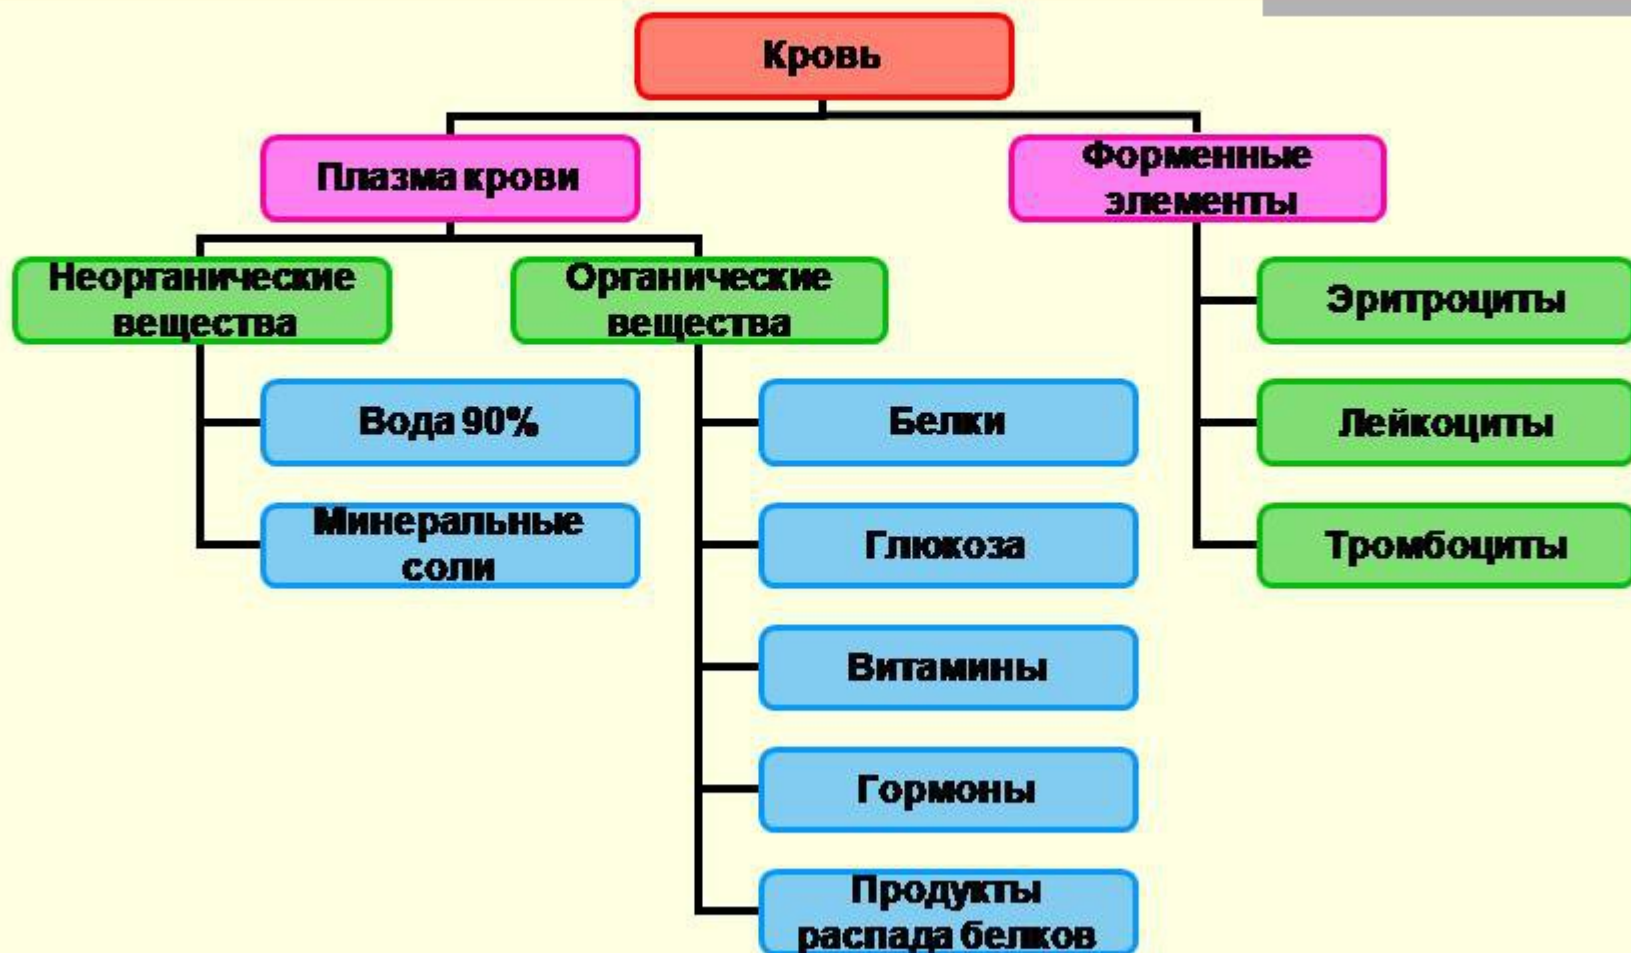 Кровь
Плазма крови
Форменные
элементы
Неорганические
вещества
Органические
вещества
Эритроциты
Вода 90%
Белки
Лейкоциты
Минеральные
соли
Глюкоза
Тромбоциты
Витамины
Гормоны
Продукты
распада белков